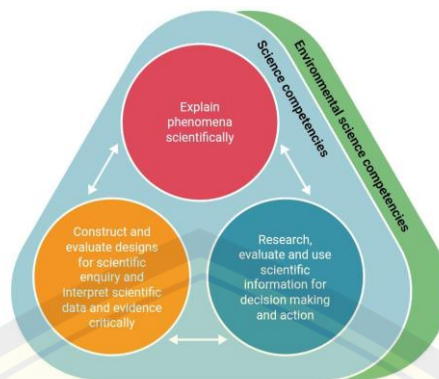 Environmental science competencies
Science competencies
Explain
phenomena
scientifically
Construct and
evaluate designs
for scientific
enquiry and
Interpret scientific
data and evidence
critically
Research,
evaluate and use
scientific
information for
decision making
and action